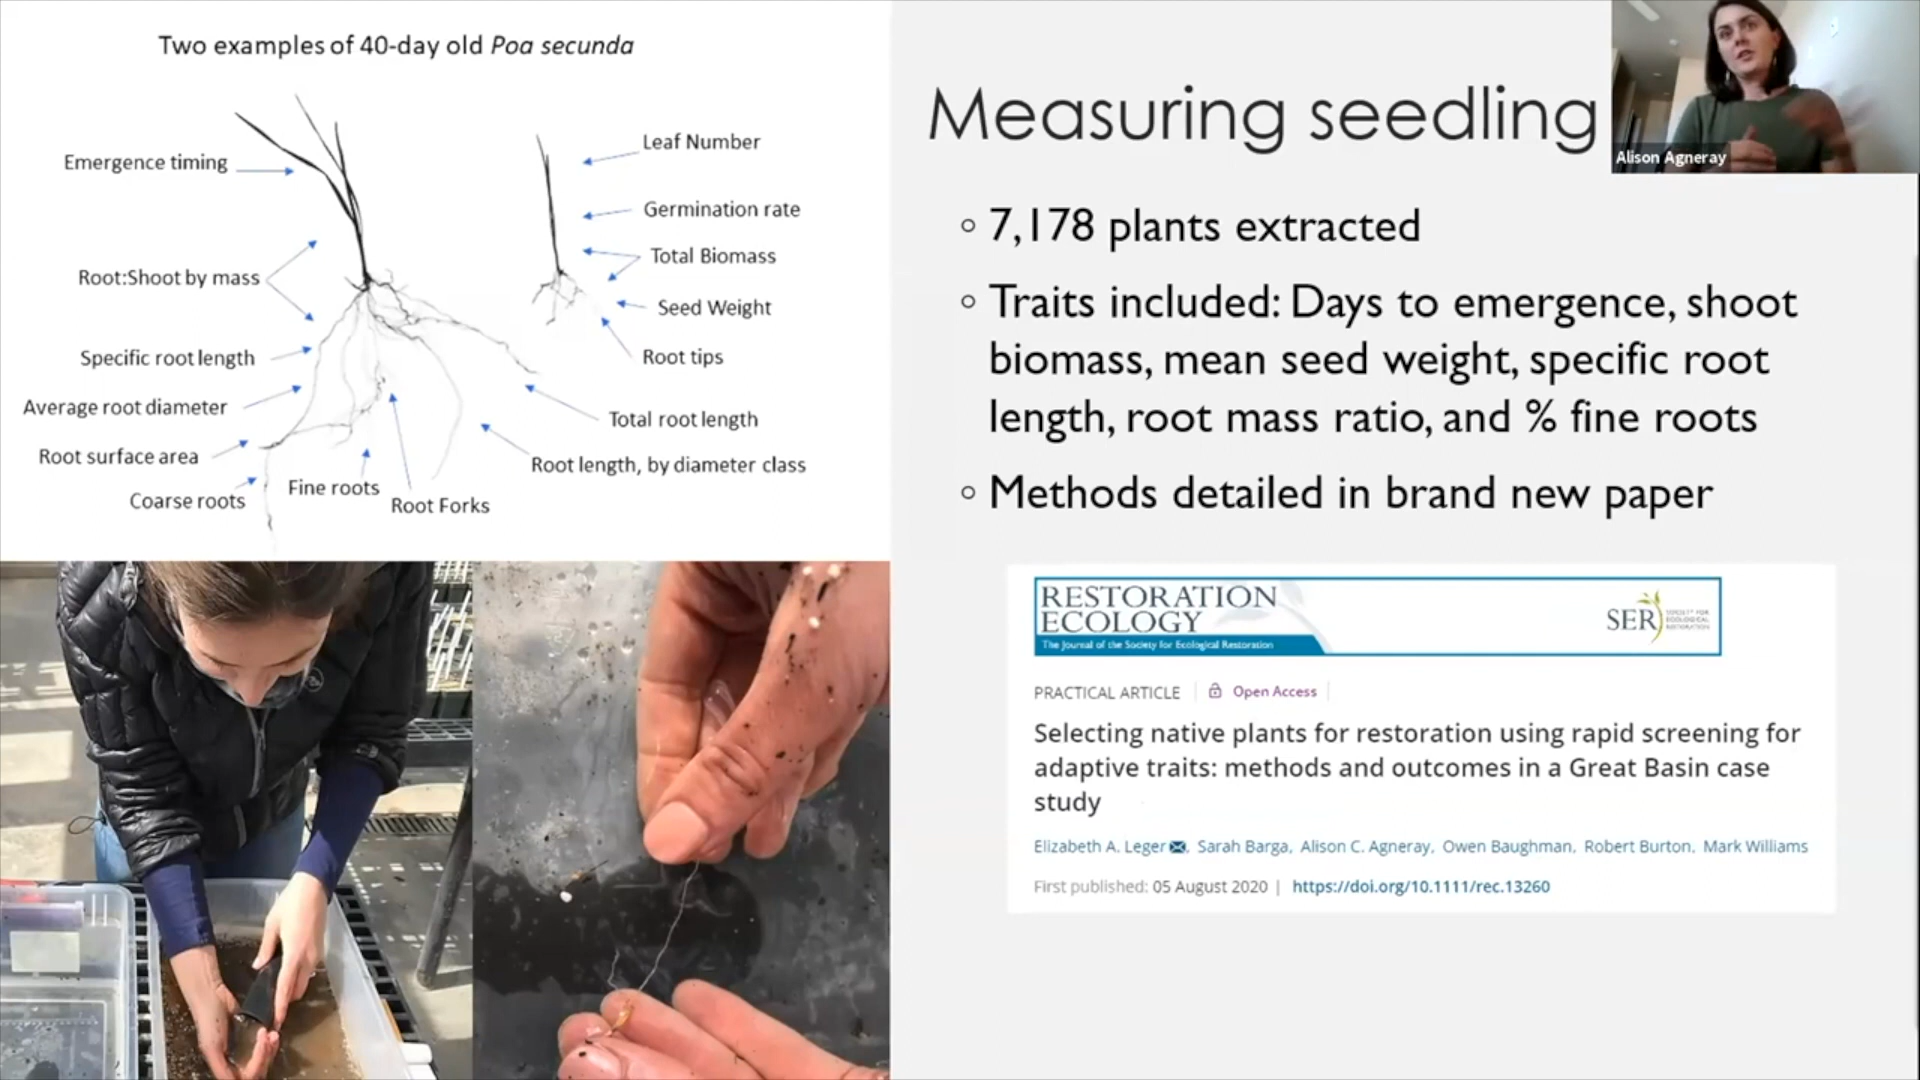 Two examples of 40-day old Poa secunda
Emergence timing
Root:Shoot by mass
Specific root length
Average root diameter
Root surface area
Coarse roots
Fine roots
Root Forks
Leaf Number
Germination rate
Total Biomass
Seed Weight
Root tips
Total root length
Root length, by diameter class
Measuring seedling
Alison Agneray
◦ 7,178 plants extracted
◦ Traits included: Days to emergence, shoot
biomass, mean seed weight, specific root
length, root mass ratio, and % fine roots
◦ Methods detailed in brand new paper
RESTORATION
ECOLOGY
The Journal of the Society for Ecological Restoration
SER
SOCIETY FOR
ECOLOGICAL
RESTORATION
PRACTICAL ARTICLE
Open Access
Selecting native plants for restoration using rapid screening for
adaptive traits: methods and outcomes in a Great Basin case
study
Elizabeth A. Leger, Sarah Barga, Alison C. Agneray, Owen Baughman, Robert Burton, Mark Williams
First published: 05 August 2020 | https://doi.org/10.1111/rec.13260